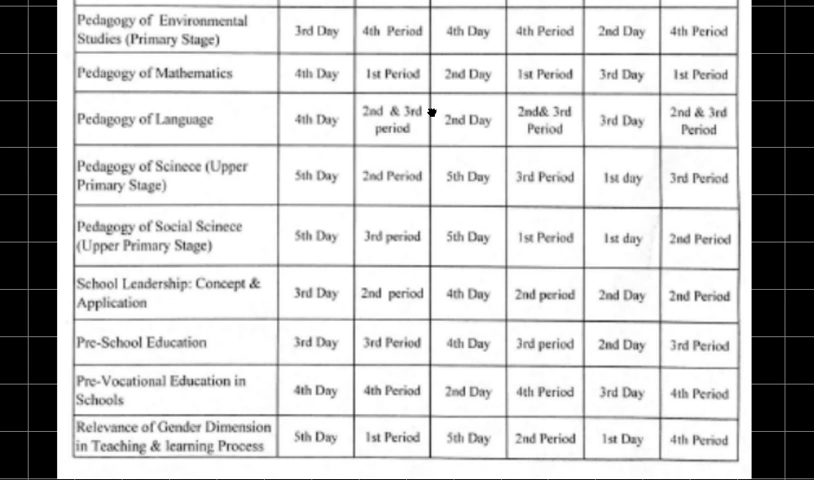 Pedagogy of Environmental
Studies (Primary Stage)
3rd Day
4th Period
4th Day
4th Period
2nd Day
4th Period
Pedagogy of Mathematics
4th Day
1st Period
2nd Day
1st Period
3rd Day
1st Period
Pedagogy of Language
4th Day
2nd & 3rd
period
2nd Day
2nd& 3rd
Period
3rd Day
2nd & 3rd
Period
Pedagogy of Scinece (Upper
Primary Stage)
5th Day
2nd Period
5th Day
3rd Period
1st day
3rd Period
Pedagogy of Social Scinece
(Upper Primary Stage)
5th Day
3rd period
5th Day
1st Period
1st day
2nd Period
School Leadership: Concept &
Application
3rd Day
2nd period
4th Day
2nd period
2nd Day
2nd Period
Pre-School Education
3rd Day
3rd Period
4th Day
3rd period
2nd Day
3rd Period
Pre-Vocational Education in
Schools
4th Day
4th Period
2nd Day
4th Period
3rd Day
4th Period
Relevance of Gender Dimension
in Teaching & learning Process
5th Day
1st Period
5th Day
2nd Period
1st Day
4th Period